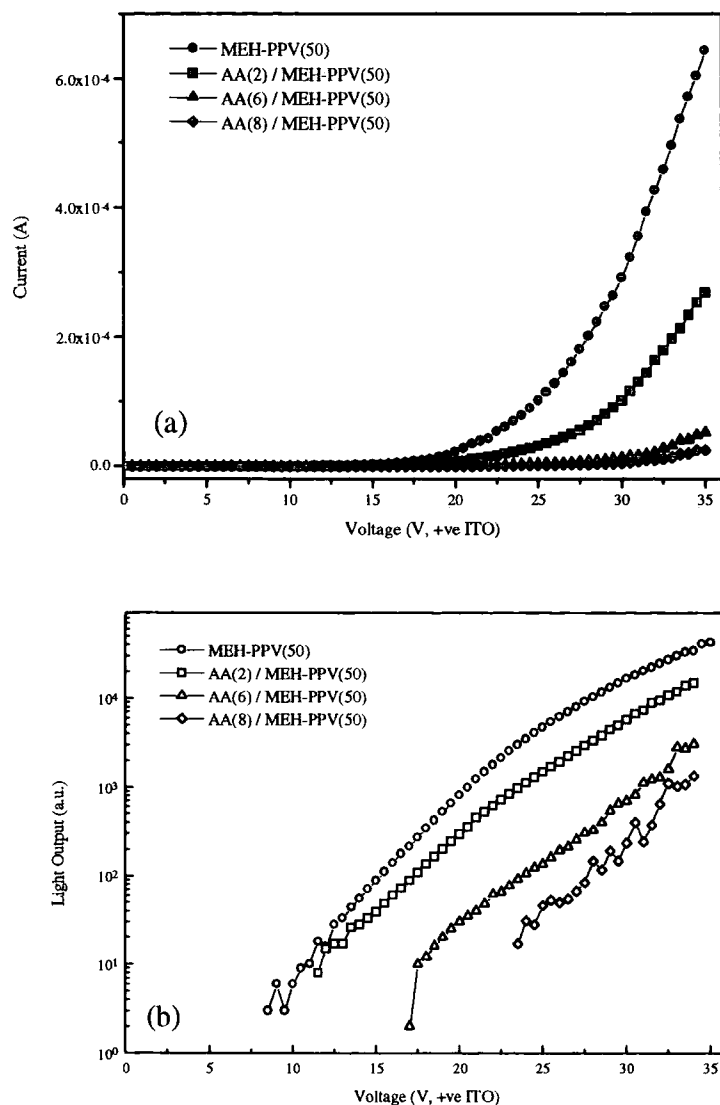 MEH-PPV(50)
AA(2) / MEH-PPV(50)
AA(6) / MEH-PPV(50)
AA(8) / MEH-PPV(50)
6.0x10⁻⁴
4.0x10⁻⁴
2.0x10⁻⁴
0.0
Current (A)
(a)
0 5 10 15 20 25 30 35
Voltage (V, +ve ITO)
MEH-PPV(50)
AA(2) / MEH-PPV(50)
AA(6) / MEH-PPV(50)
AA(8) / MEH-PPV(50)
10⁴
10³
10²
10¹
10⁰
Light Output (a.u.)
(b)
0 5 10 15 20 25 30 35
Voltage (V, +ve ITO)